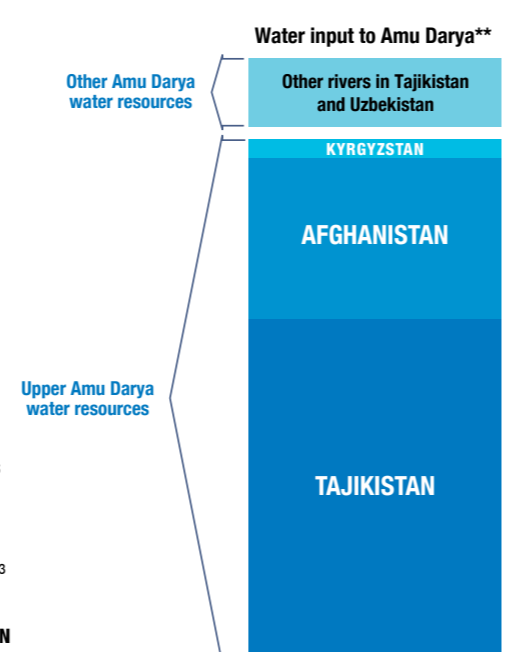 Water input to Amu Darya**
Other Amu Darya
water resources
Other rivers in Tajikistan
and Uzbekistan
KYRGYZSTAN
AFGHANISTAN
Upper Amu Darya
water resources
TAJIKISTAN
3
N